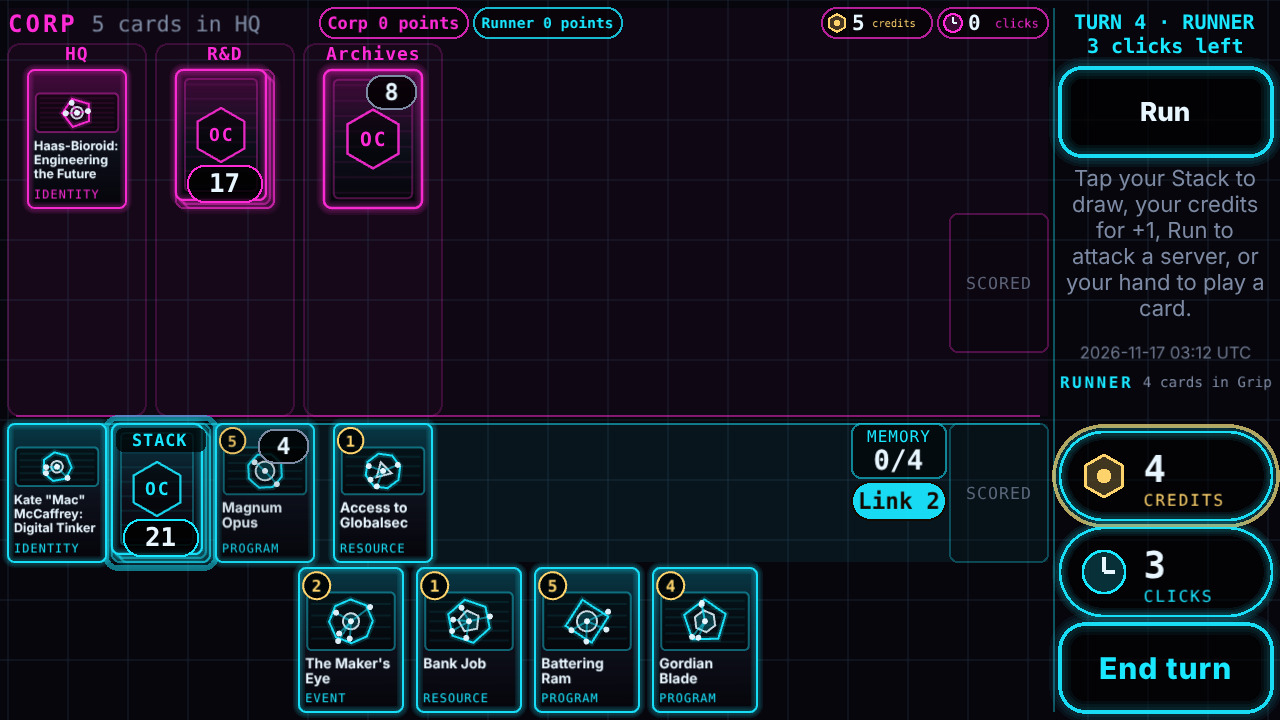 CORP 5 cards in HQ
Corp 0 points
Runner 0 points
5 credits
0 clicks
TURN 4 · RUNNER
3 clicks left
HQ
R&D
Archives
Haas-Bioroid:
Engineering
the Future
IDENTITY
OC
17
8
OC
SCORED
Run
Tap your Stack to
draw, your credits
for +1, Run to
attack a server, or
your hand to play a
card.
2026-11-17 03:12 UTC
RUNNER 4 cards in Grip
Kate "Mac"
McCaffrey:
Digital Tinker
IDENTITY
STACK
OC
21
5
4
Magnum
Opus
PROGRAM
1
Access to
Globalsec
RESOURCE
MEMORY
0/4
Link 2
SCORED
4
CREDITS
3
CLICKS
End turn
2
The Maker's
Eye
EVENT
1
Bank Job
RESOURCE
5
Battering
Ram
PROGRAM
4
Gordian
Blade
PROGRAM